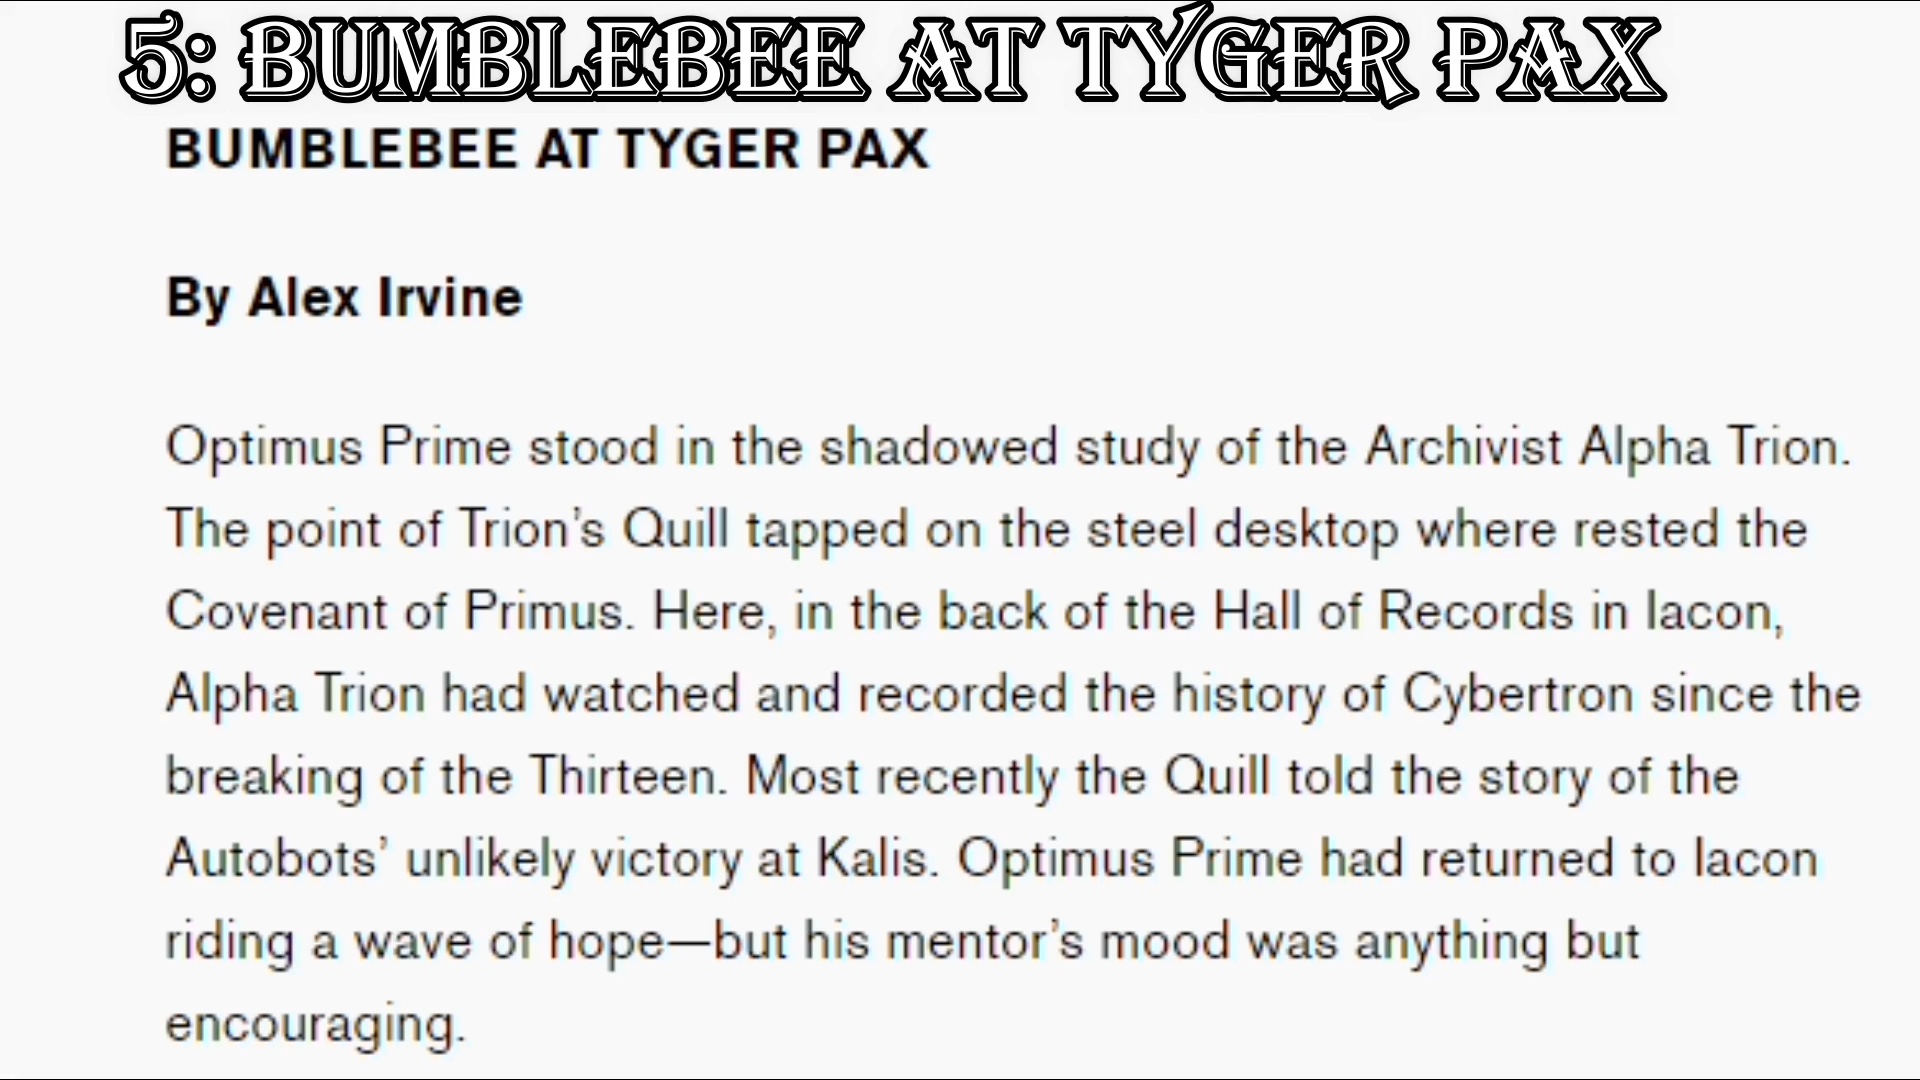 5: BUMBLEBEE AT TYGER PAX
BUMBLEBEE AT TYGER PAX
By Alex Irvine
Optimus Prime stood in the shadowed study of the Archivist Alpha Trion.
The point of Trion’s Quill tapped on the steel desktop where rested the
Covenant of Primus. Here, in the back of the Hall of Records in Iacon,
Alpha Trion had watched and recorded the history of Cybertron since the
breaking of the Thirteen. Most recently the Quill told the story of the
Autobots’ unlikely victory at Kalis. Optimus Prime had returned to Iacon
riding a wave of hope—but his mentor’s mood was anything but
encouraging.